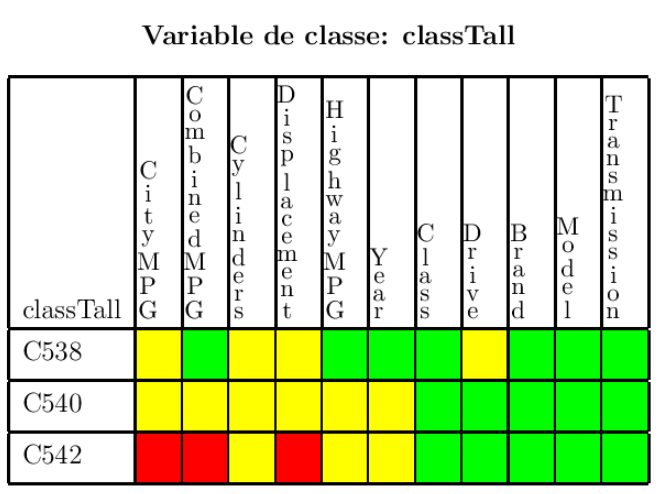 Variable de classe: classTall
classTall CityMPG CombinedMPG Cylinders Displacement HighwayMPG Year Class Drive Brand Model Transmission
C538
C540
C542